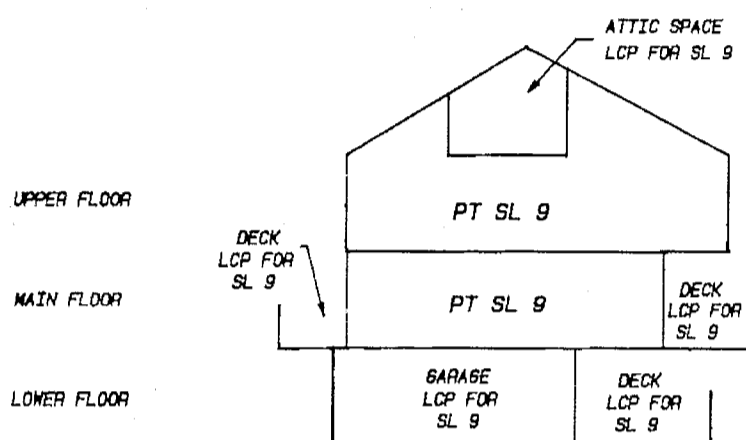 ATTIC SPACE
LCP FOR SL 9
UPPER FLOOR
PT SL 9
DECK
LCP FOR
SL 9
MAIN FLOOR
PT SL 9
DECK
LCP FOR
SL 9
LOWER FLOOR
GARAGE
LCP FOR
SL 9
DECK
LCP FOR
SL 9